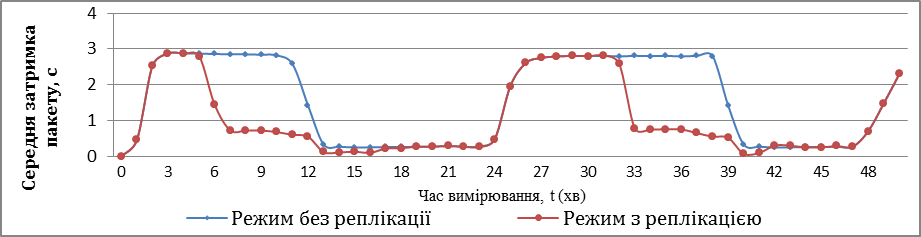 Середня затримка
пакету, с
4
3
2
1
0
0 3 6 9 12 15 18 21 24 27 30 33 36 39 42 45 48
Час вимірювання, t (хв)
Режим без реплікації
Режим з реплікацією